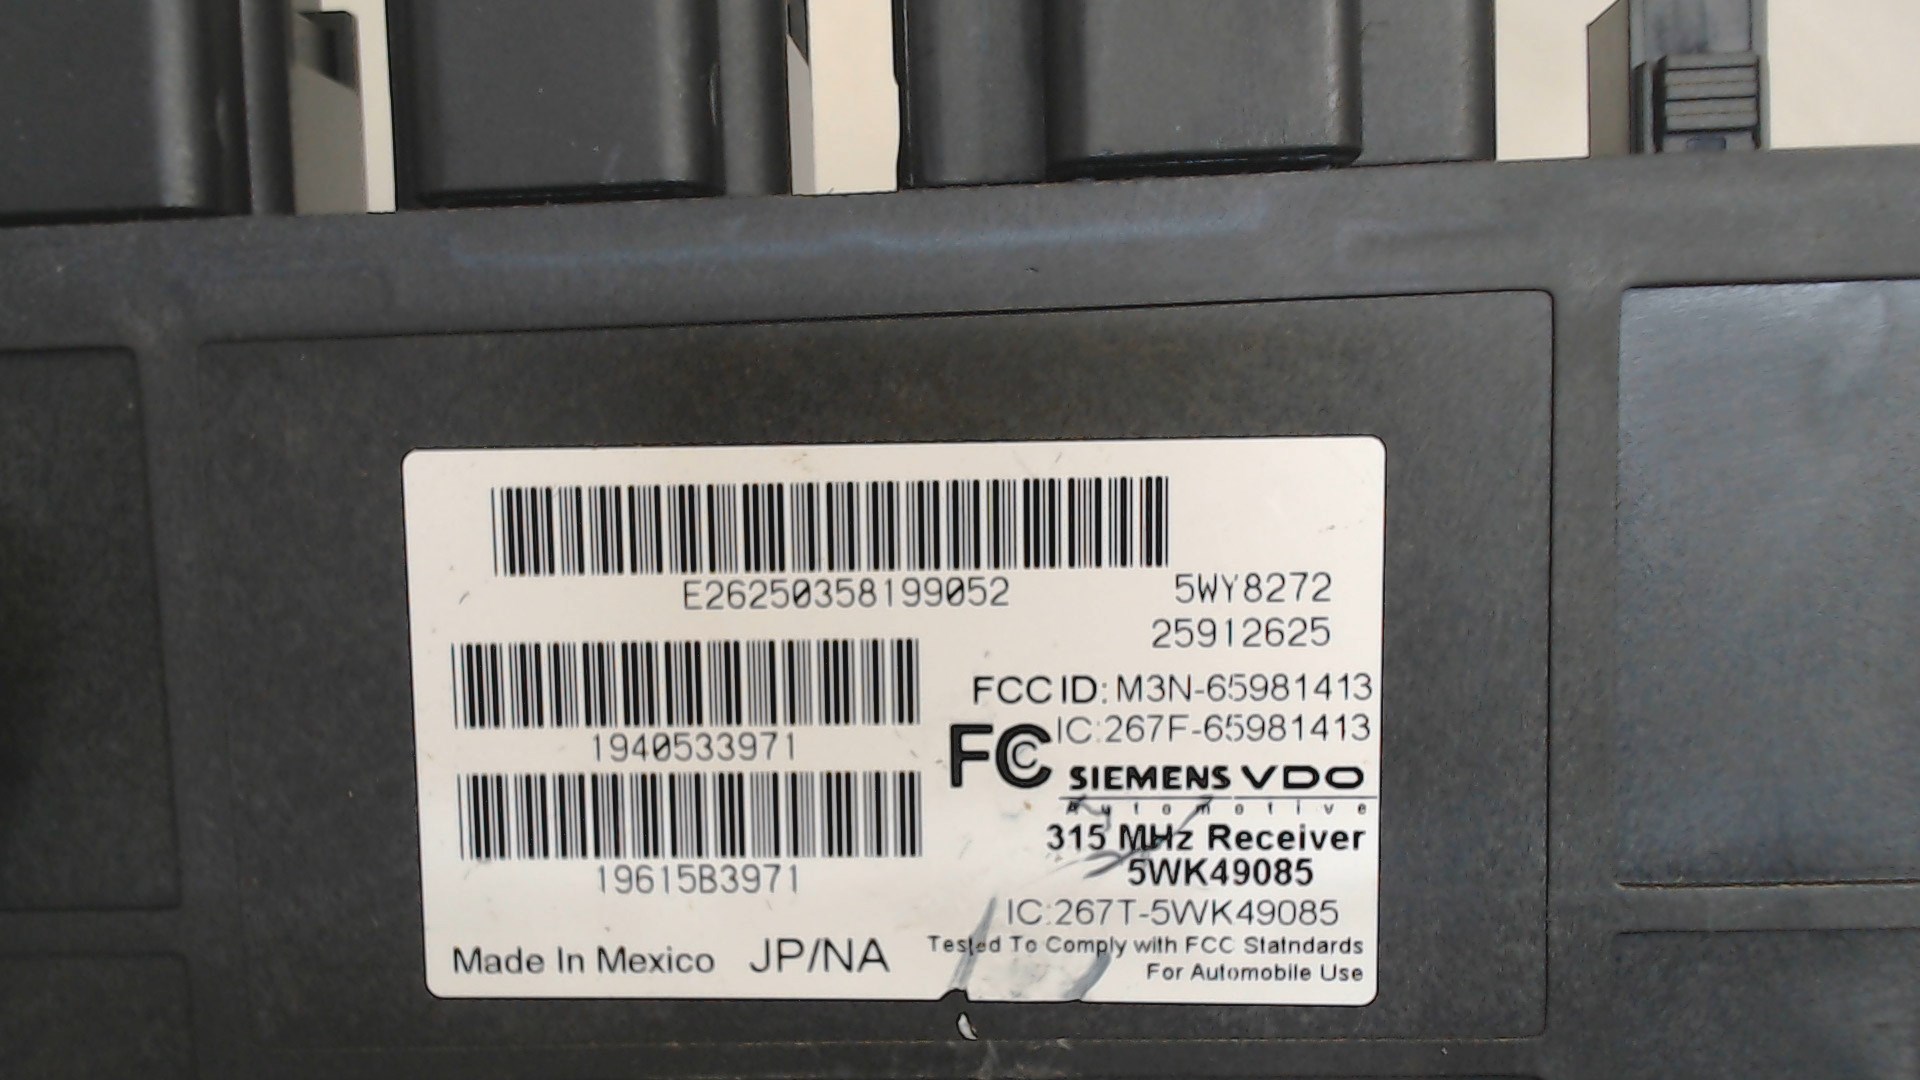 E26250358199052
5WY8272
25912625
1940533971
FCC ID: M3N-65981413
IC:267F-65981413
FC
SIEMENS VDO
Automotive
315 MHz Receiver
5WK49085
19615B3971
IC:267T-5WK49085
Made In Mexico JP/NA
Tested To Comply with FCC Statndards
For Automobile Use